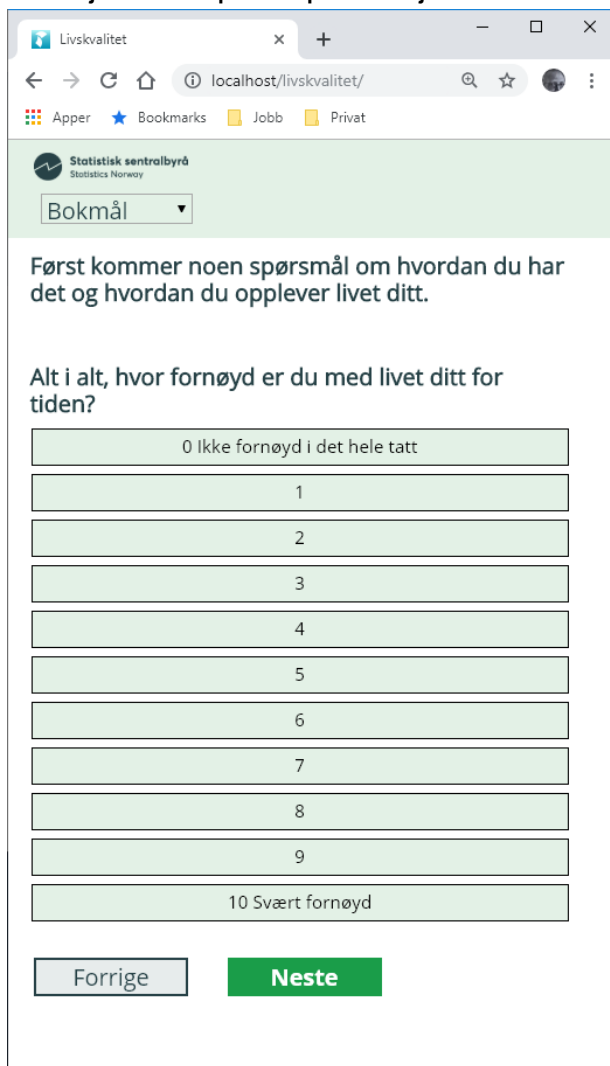 Livskvalitet
localhost/livskvalitet/
Apper Bookmarks Jobb Privat
Statistisk sentralbyrå
Statistics Norway
Bokmål
Først kommer noen spørsmål om hvordan du har
det og hvordan du opplever livet ditt.
Alt i alt, hvor fornøyd er du med livet ditt for
tiden?
0 Ikke fornøyd i det hele tatt
1
2
3
4
5
6
7
8
9
10 Svært fornøyd
Forrige Neste